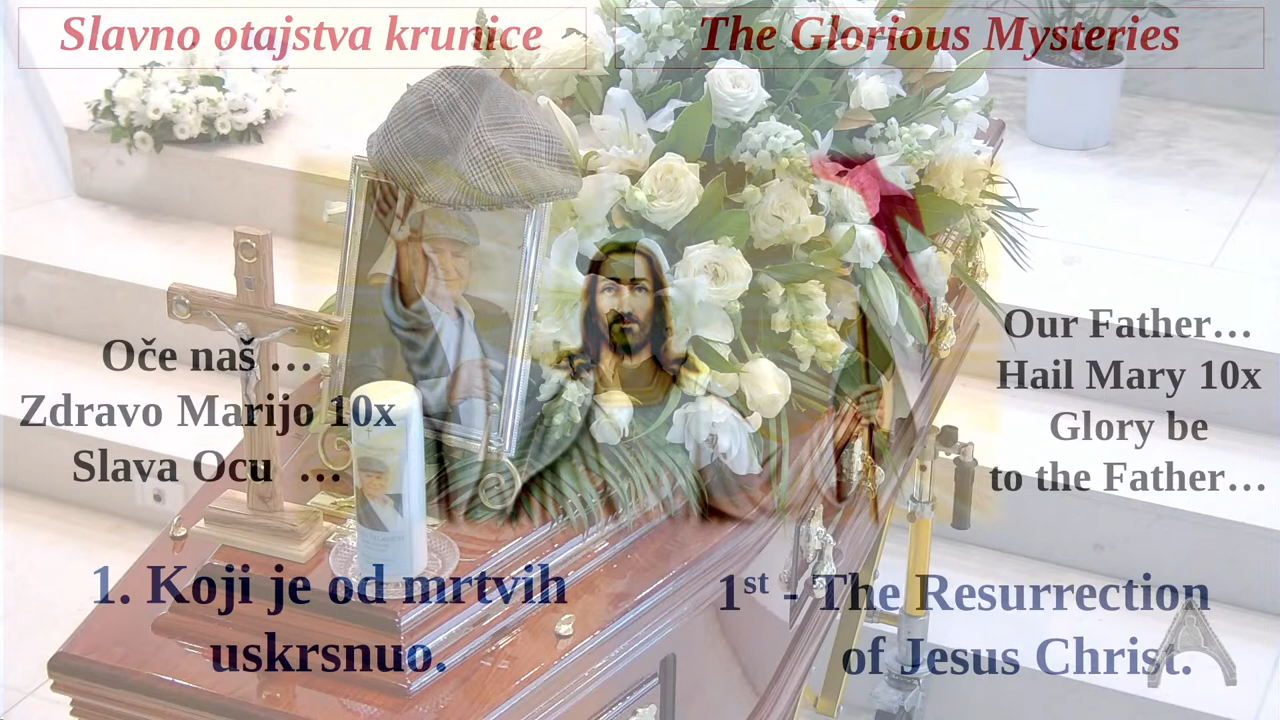 Slavno otajstva krunice
The Glorious Mysteries
Oče naš …
Zdravo Marijo 10x
Slava Ocu …
Our Father…
Hail Mary 10x
Glory be
to the Father…
1. Koji je od mrtvih
uskrsnuo.
1st - The Resurrection
of Jesus Christ.